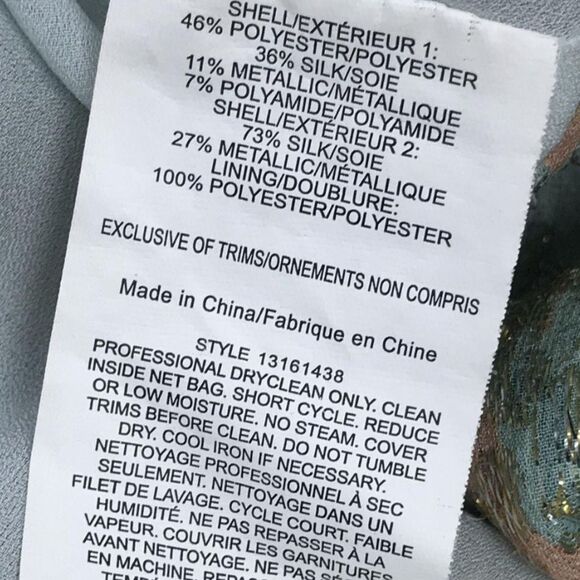 SHELL/EXTÉRIEUR 1:
46% POLYESTER/POLYESTER
36% SILK/SOIE
11% METALLIC/MÉTALLIQUE
7% POLYAMIDE/POLYAMIDE
SHELL/EXTÉRIEUR 2:
73% SILK/SOIE
27% METALLIC/MÉTALLIQUE
LINING/DOUBLURE:
100% POLYESTER/POLYESTER
EXCLUSIVE OF TRIMS/ORNEMENTS NON COMPRIS
Made in China/Fabrique en Chine
STYLE 13161438
PROFESSIONAL DRYCLEAN ONLY. CLEAN
INSIDE NET BAG. SHORT CYCLE. REDUCE
OR LOW MOISTURE. NO STEAM. COVER
TRIMS BEFORE CLEAN. DO NOT TUMBLE
DRY. COOL IRON IF NECESSARY.
NETTOYAGE PROFESSIONNEL À SEC
SEULEMENT. NETTOYAGE DANS UN
FILET DE LAVAGE. CYCLE COURT. FAIBLE
HUMIDITÉ. NE PAS REPASSER À LA
VAPEUR. COUVRIR LES GARNITURES
AVANT NETTOYAGE. NE PAS SÉCHER
EN MACHINE. REPASSAGE